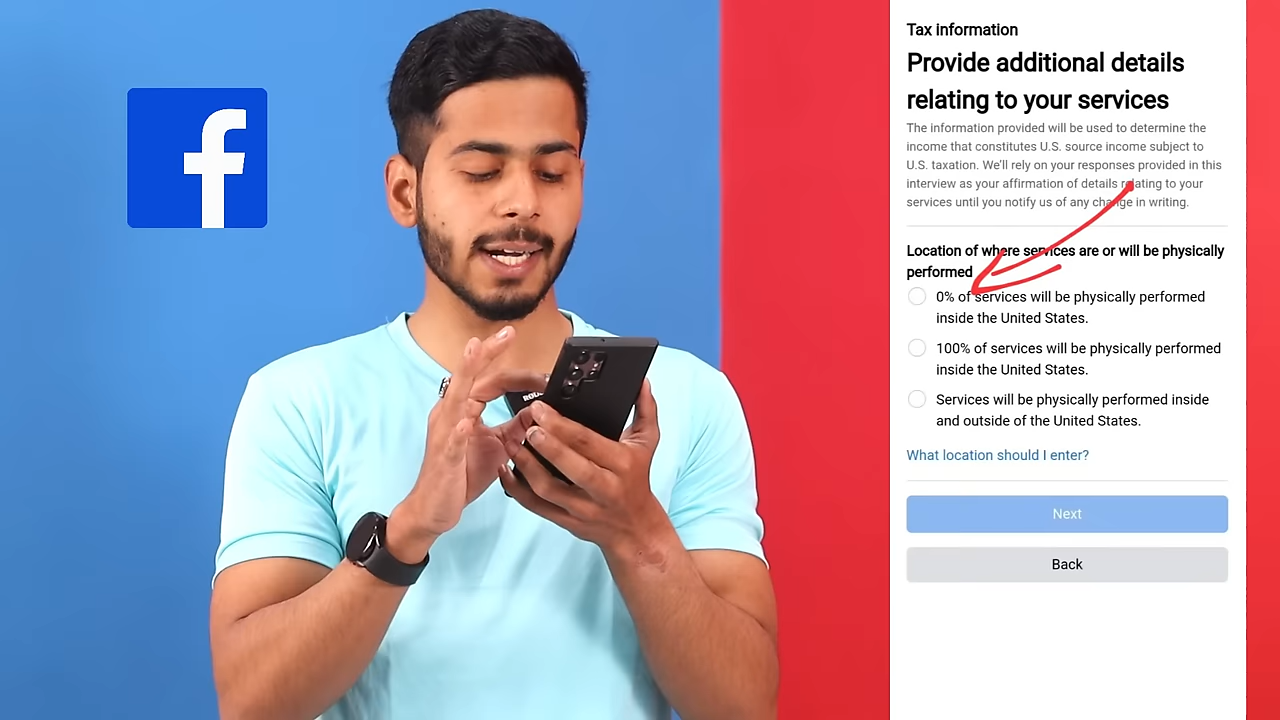 f
Tax information
Provide additional details
relating to your services
The information provided will be used to determine the
income that constitutes U.S. source income subject to
U.S. taxation. We'll rely on your responses provided in this
interview as your affirmation of details relating to your
services until you notify us of any change in writing.
Location of where services are or will be physically
performed
0% of services will be physically performed
inside the United States.
100% of services will be physically performed
inside the United States.
Services will be physically performed inside
and outside of the United States.
What location should I enter?
Next
Back